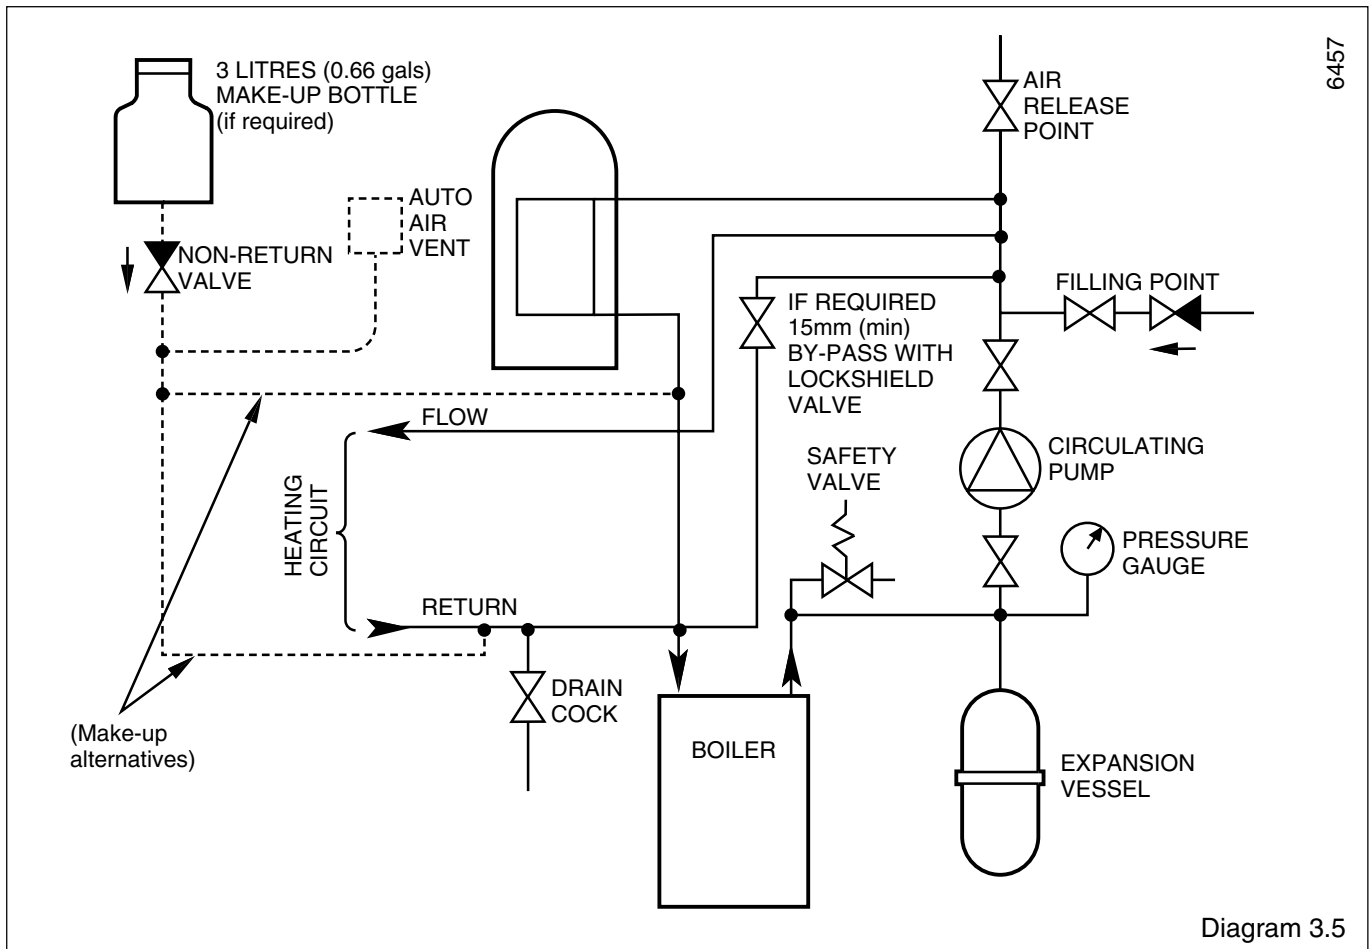 6457
3 LITRES (0.66 gals)
MAKE-UP BOTTLE
(if required)
AIR
RELEASE
POINT
AUTO
AIR
VENT
NON-RETURN
VALVE
FILLING POINT
IF REQUIRED
15mm (min)
BY-PASS WITH
LOCKSHIELD
VALVE
FLOW
SAFETY
VALVE
CIRCULATING
PUMP
HEATING
CIRCUIT
PRESSURE
GAUGE
RETURN
DRAIN
COCK
(Make-up
alternatives)
BOILER
EXPANSION
VESSEL
Diagram 3.5